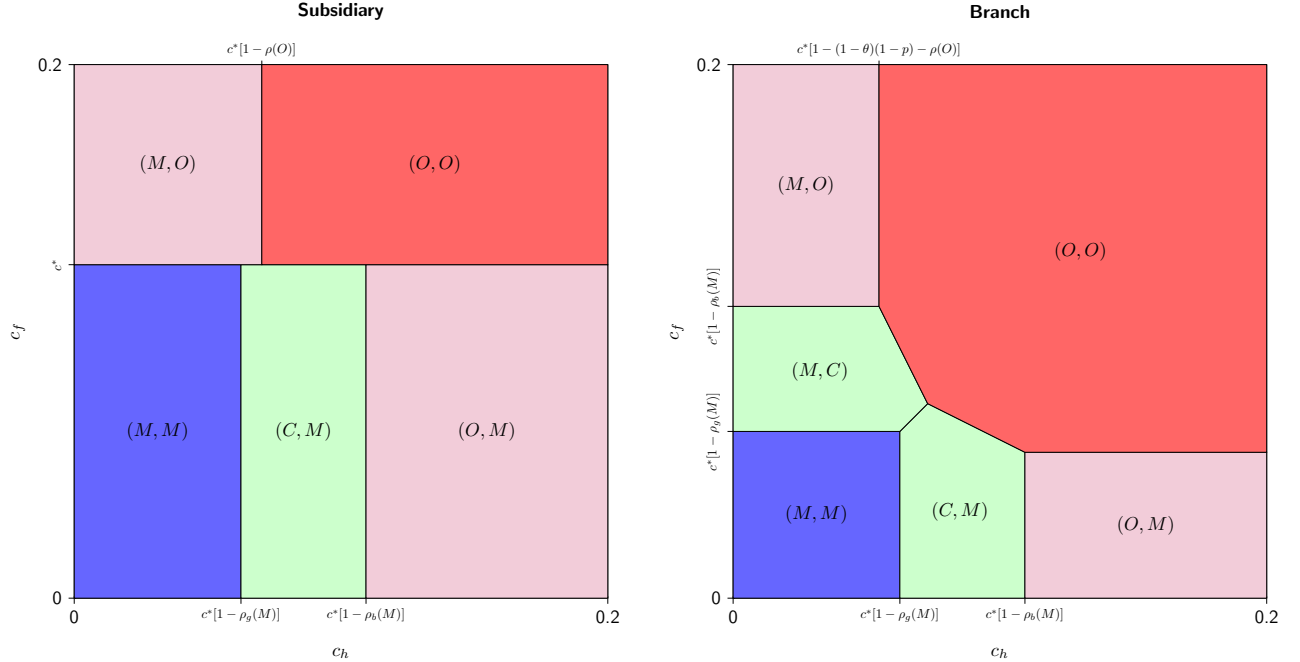 Subsidiary
c*[1 − ρ(O)]
0.2
(M, O)
(O, O)
c*
c_f
(M, M)
(C, M)
(O, M)
0
0
c*[1 − ρ_g(M)]
c*[1 − ρ_b(M)]
0.2
c_h
Branch
c*[1 − (1 − θ)(1 − p) − ρ(O)]
0.2
(M, O)
(O, O)
c*[1 − ρ_b(M)]
c_f
(M, C)
c*[1 − ρ_g(M)]
(M, M)
(C, M)
(O, M)
0
0
c*[1 − ρ_g(M)]
c*[1 − ρ_b(M)]
0.2
c_h